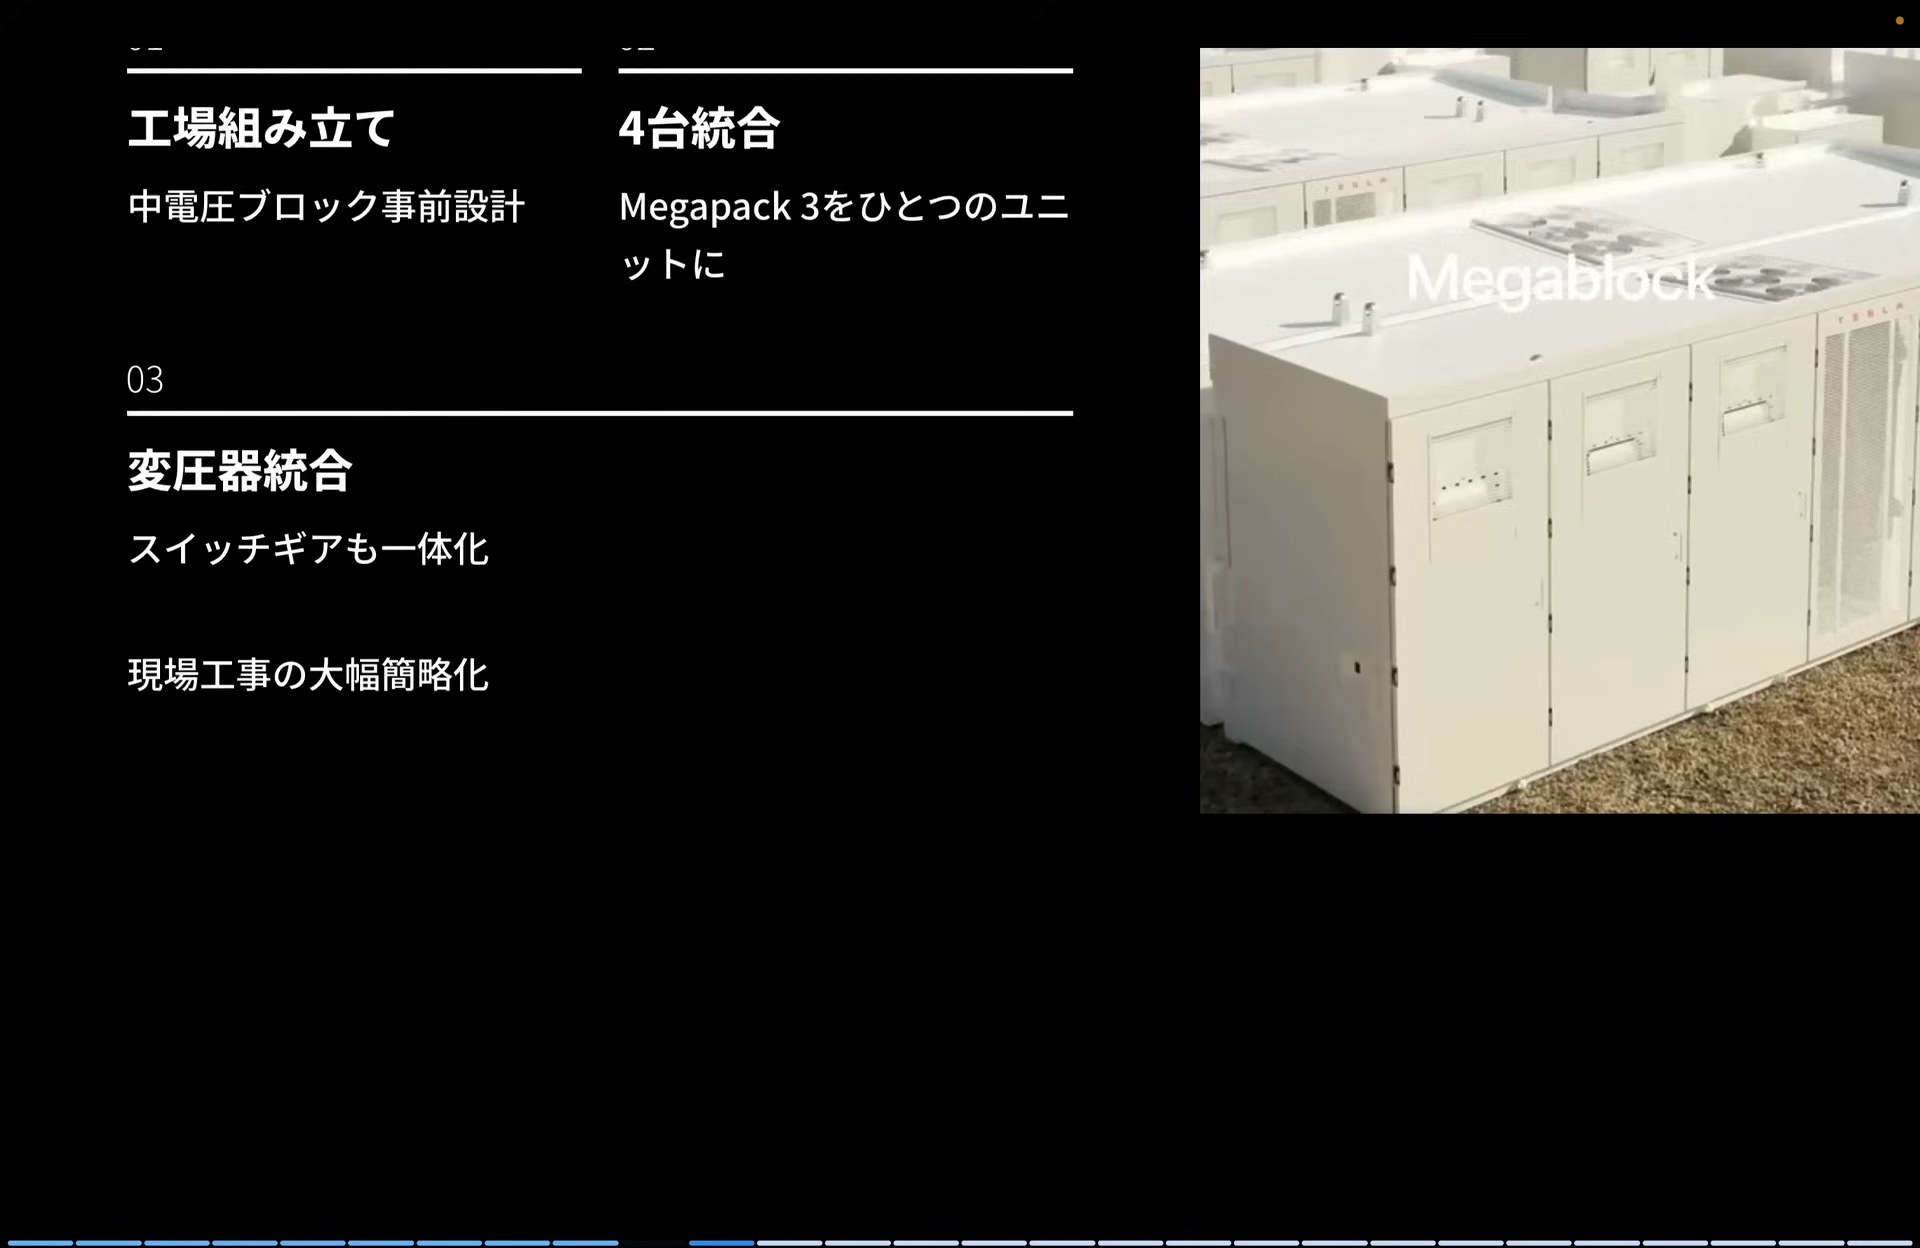 工場組み立て
中電圧ブロック事前設計
4台統合
Megapack 3をひとつのユニ
ットに
03
変圧器統合
スイッチギアも一体化
現場工事の大幅簡略化
TESLA
Megablock
TESLA